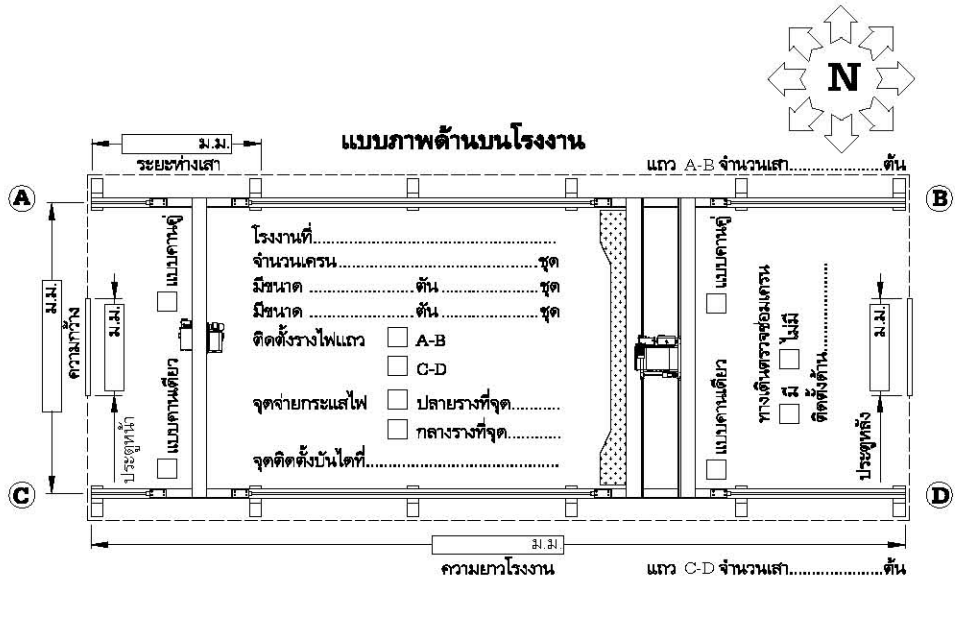 N
แบบภาพด้านบนโรงงาน
ม.ม.
ระยะห่างเสา
แถว A-B จำนวนเสา......................ต้น
A
B
โรงงานที่..........................................................
จำนวนเครน................................................ชุด
มีขนาด .........................ตัน .........................ชุด
มีขนาด .........................ตัน .........................ชุด
ติดตั้งรางไฟแถว
A-B
C-D
จุดจ่ายกระแสไฟ
ปลายรางที่จุด............
กลางรางที่จุด.............
จุดติดตั้งบันไดที่..............................................
ม.ม.
ความกว้าง
ม.ม.
ประตูหน้า
แบบคานคู่
แบบคานเดียว
แบบคานคู่
แบบคานเดียว
ทางเดินตรวจซ่อมเครน
มี
ไม่มี
ติดตั้งด้าน......................
ม.ม.
ประตูหลัง
C
D
ม.ม.
ความยาวโรงงาน
แถว C-D จำนวนเสา......................ต้น